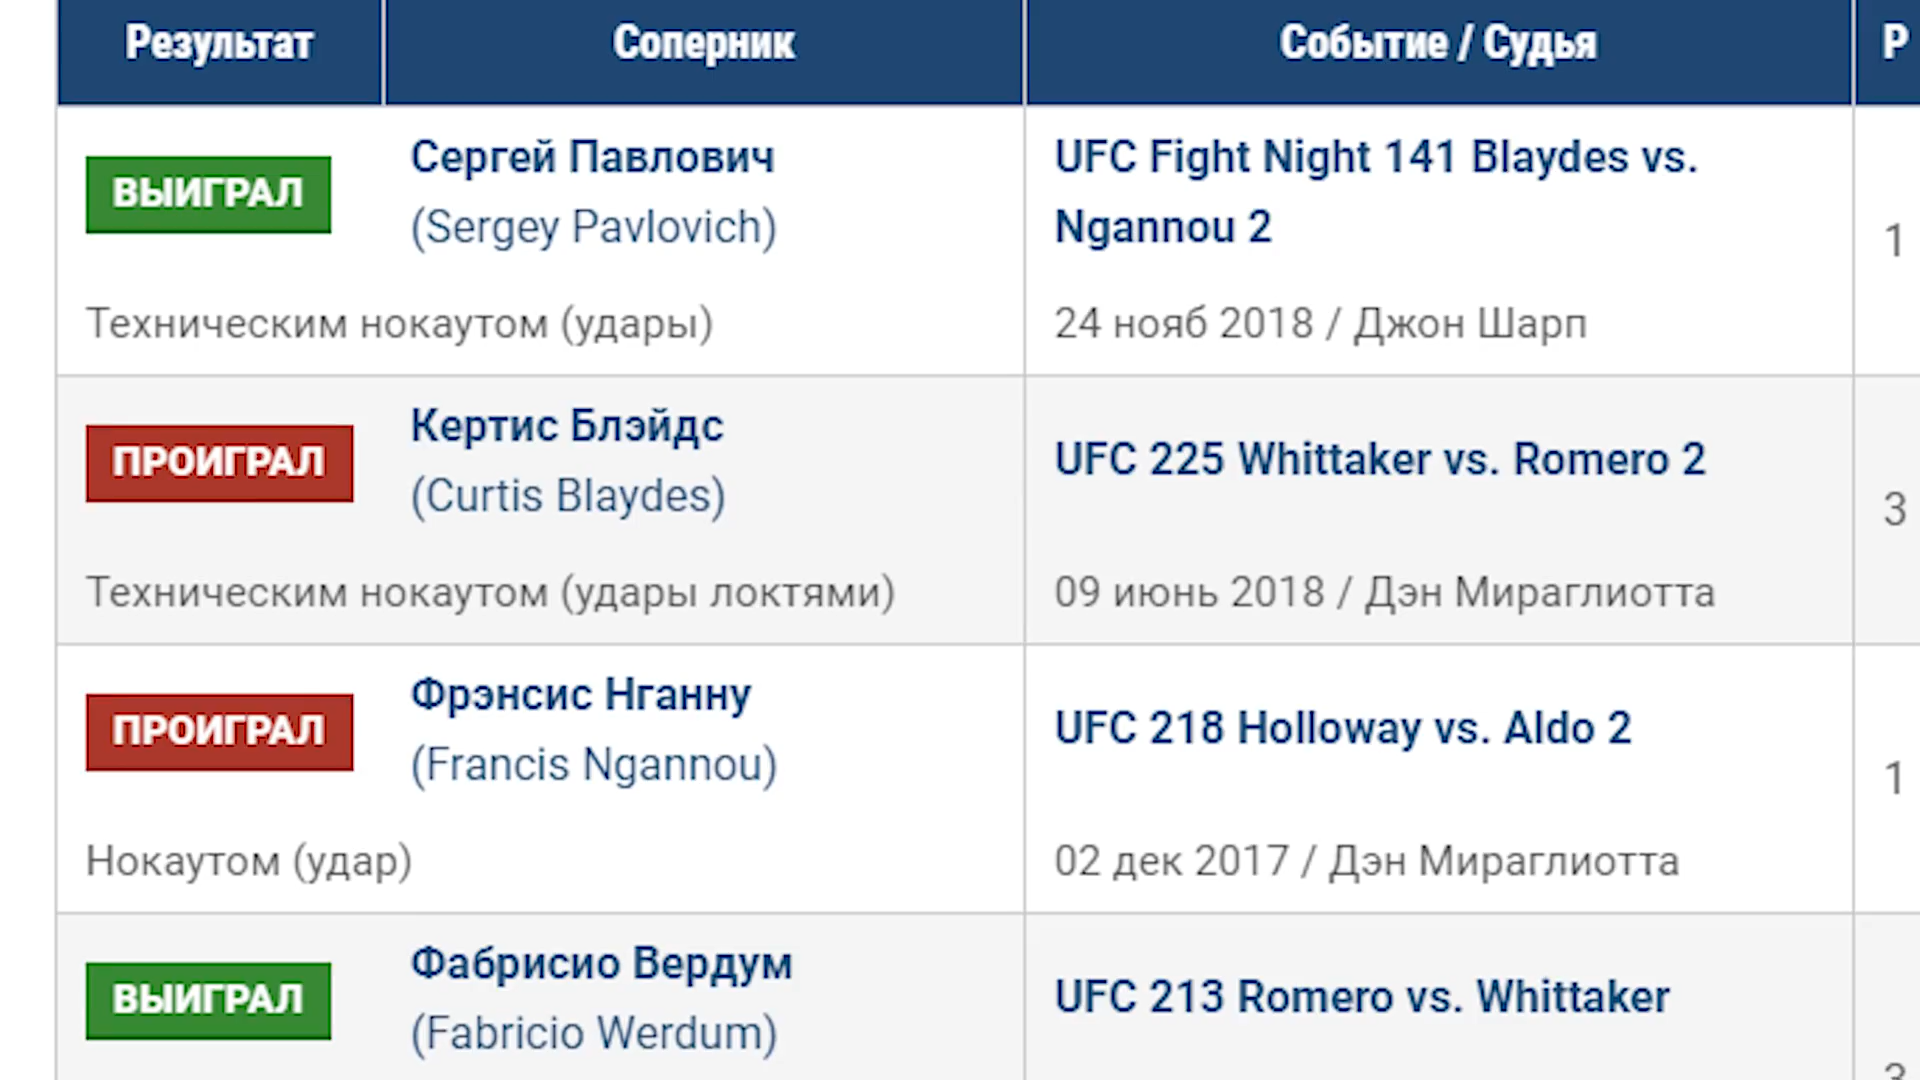 Результат Соперник Событие / Судья Р
ВЫИГРАЛ
Сергей Павлович
(Sergey Pavlovich)
Техническим нокаутом (удары)
UFC Fight Night 141 Blaydes vs.
Ngannou 2
24 нояб 2018 / Джон Шарп
1
ПРОИГРАЛ
Кертис Блэйдс
(Curtis Blaydes)
Техническим нокаутом (удары локтями)
UFC 225 Whittaker vs. Romero 2
09 июнь 2018 / Дэн Мираглиотта
3
ПРОИГРАЛ
Фрэнсис Нганну
(Francis Ngannou)
Нокаутом (удар)
UFC 218 Holloway vs. Aldo 2
02 дек 2017 / Дэн Мираглиотта
1
ВЫИГРАЛ
Фабрисио Вердум
(Fabricio Werdum)
UFC 213 Romero vs. Whittaker
3